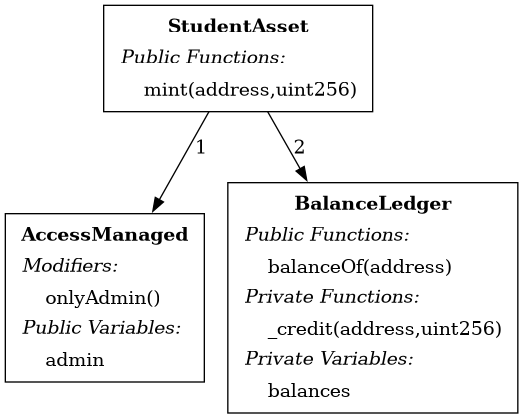 StudentAsset
Public Functions:
mint(address,uint256)
1
2
AccessManaged
Modifiers:
onlyAdmin()
Public Variables:
admin
BalanceLedger
Public Functions:
balanceOf(address)
Private Functions:
_credit(address,uint256)
Private Variables:
balances